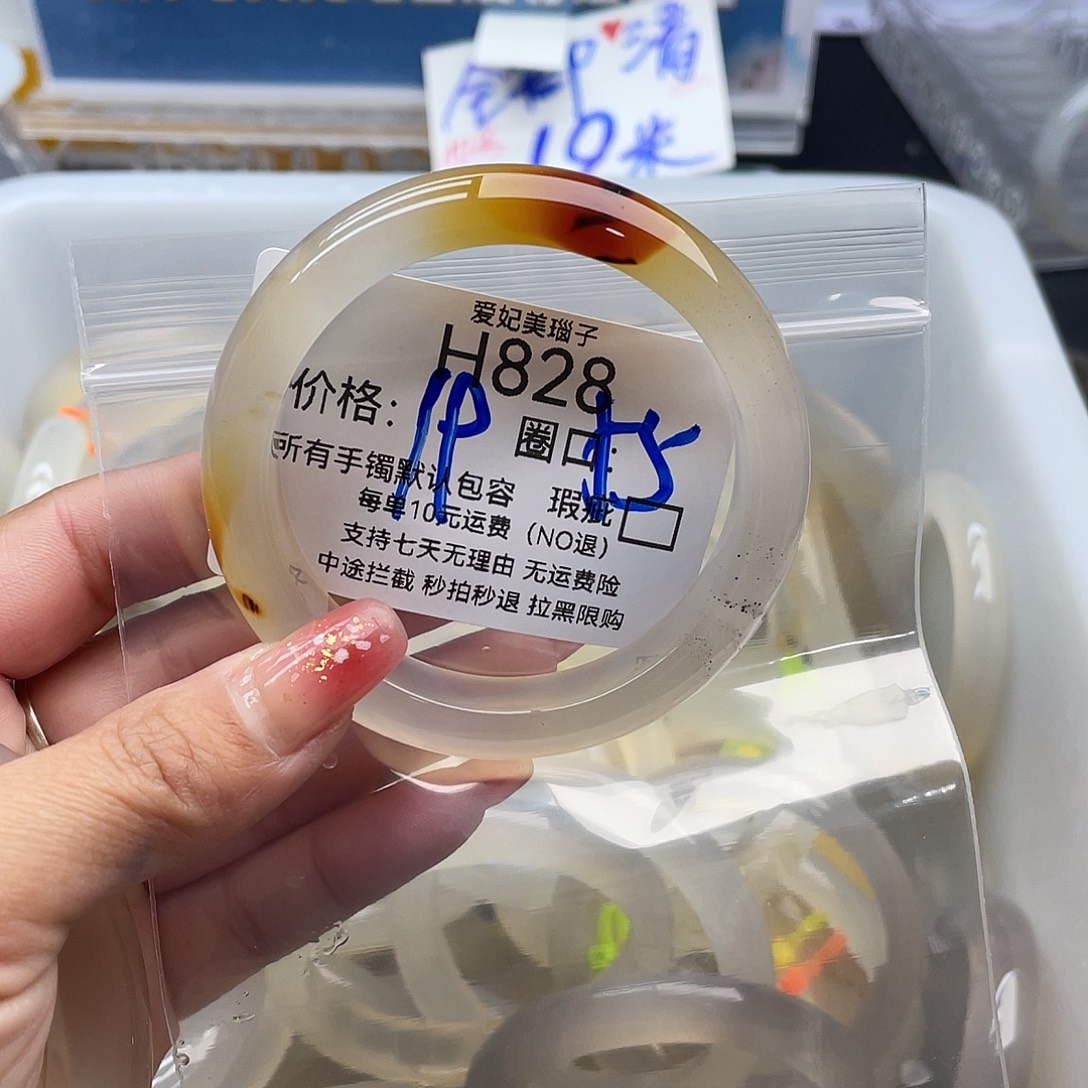 19米
爱妃美瑙子
H828
价格: 19 圈口: 55
所有手镯默认包容 瑕疵
每单10元运费(NO退)
支持七天无理由 无运费险
中途拦截 秒拍秒退 拉黑限购